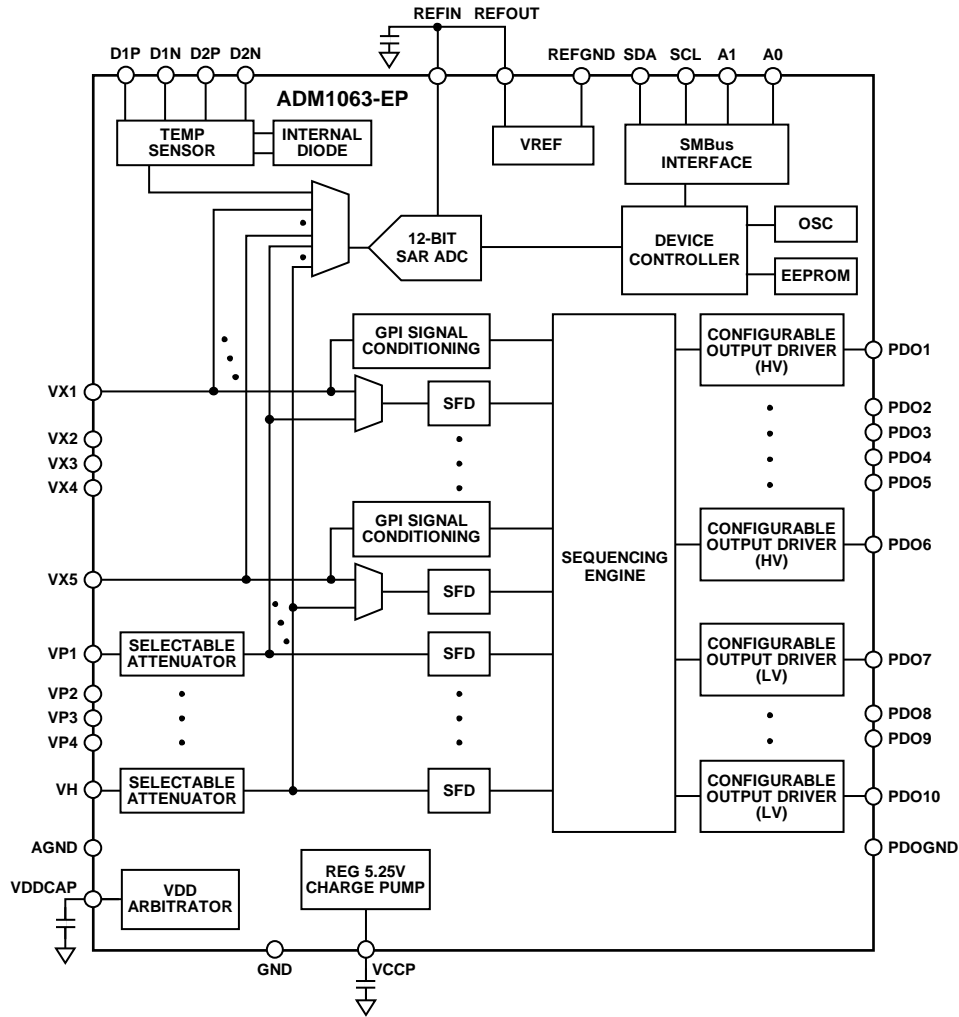 REFIN REFOUT
D1P D1N D2P D2N
REFGND SDA SCL A1 A0
ADM1063-EP
TEMP
SENSOR
INTERNAL
DIODE
VREF
SMBus
INTERFACE
12-BIT
SAR ADC
DEVICE
CONTROLLER
OSC
EEPROM
GPI SIGNAL
CONDITIONING
CONFIGURABLE
OUTPUT DRIVER
(HV)
PDO1
VX1
SFD
PDO2
VX2
PDO3
VX3
PDO4
VX4
PDO5
GPI SIGNAL
CONDITIONING
SEQUENCING
ENGINE
CONFIGURABLE
OUTPUT DRIVER
(HV)
PDO6
VX5
SFD
VP1
SELECTABLE
ATTENUATOR
SFD
CONFIGURABLE
OUTPUT DRIVER
(LV)
PDO7
VP2
PDO8
VP3
PDO9
VP4
VH
SELECTABLE
ATTENUATOR
SFD
CONFIGURABLE
OUTPUT DRIVER
(LV)
PDO10
AGND
PDOGND
VDDCAP
VDD
ARBITRATOR
REG 5.25V
CHARGE PUMP
GND
VCCP